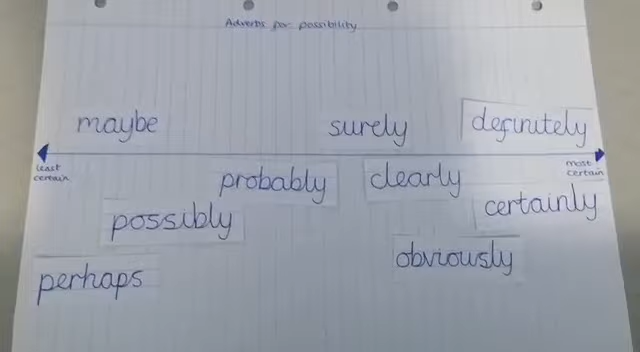 Adverbs for possibility
maybe surely definitely
least certain most certain
probably clearly
possibly certainly
perhaps obviously